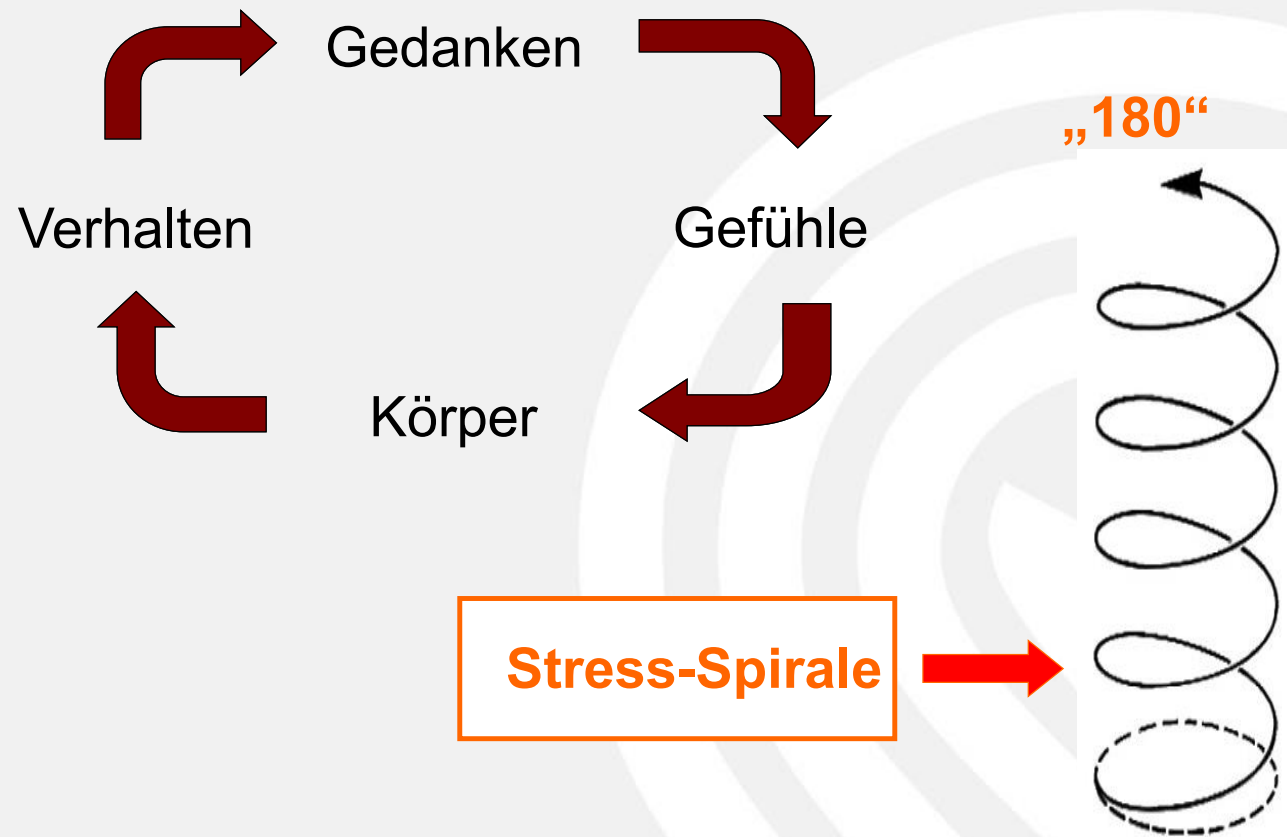 Gedanken
„180“
Verhalten
Gefühle
Körper
Stress-Spirale